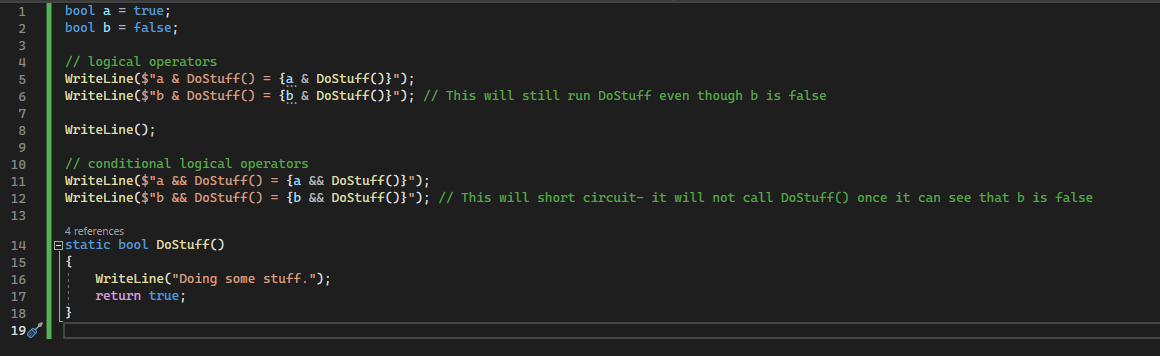 1 bool a = true;
2 bool b = false;
3
4 // logical operators
5 WriteLine($"a & DoStuff() = {a & DoStuff()}");
6 WriteLine($"b & DoStuff() = {b & DoStuff()}"); // This will still run DoStuff even though b is false
7
8 WriteLine();
9
10 // conditional logical operators
11 WriteLine($"a && DoStuff() = {a && DoStuff()}");
12 WriteLine($"b && DoStuff() = {b && DoStuff()}"); // This will short circuit- it will not call DoStuff() once it can see that b is false
13
4 references
14 static bool DoStuff()
15 {
16 WriteLine("Doing some stuff.");
17 return true;
18 }
19